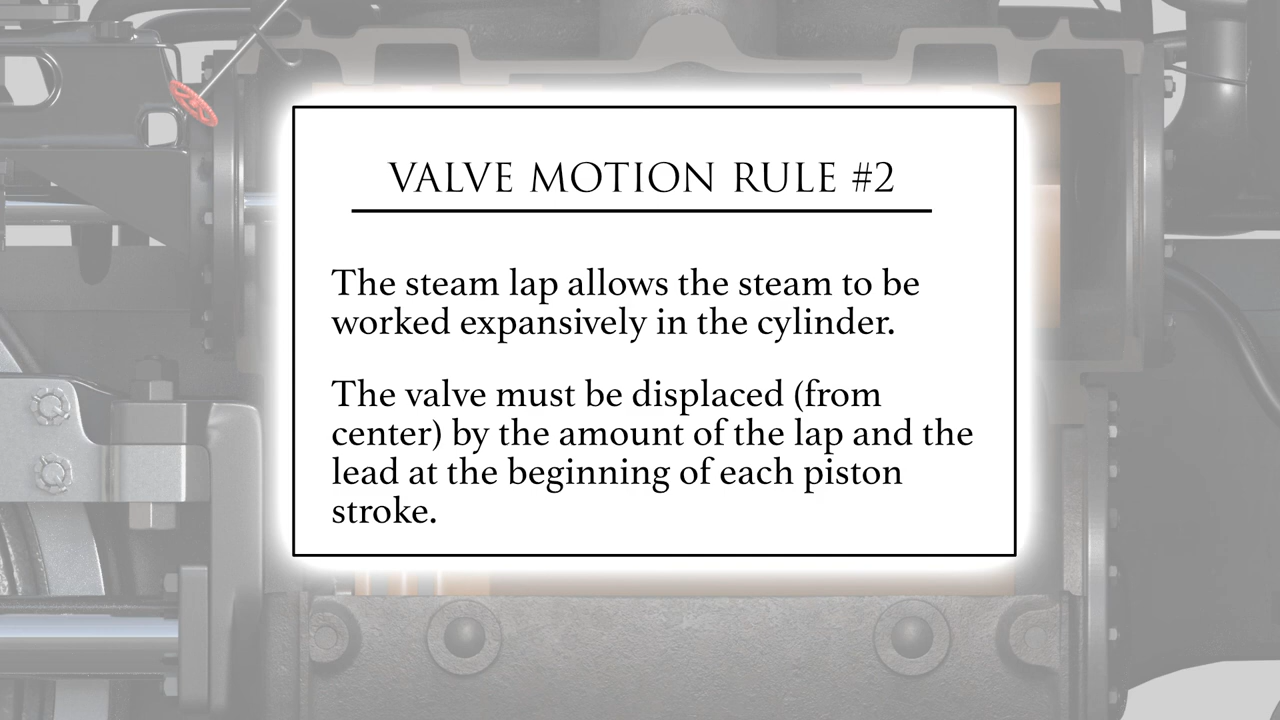 VALVE MOTION RULE #2
The steam lap allows the steam to be
worked expansively in the cylinder.
The valve must be displaced (from
center) by the amount of the lap and the
lead at the beginning of each piston
stroke.